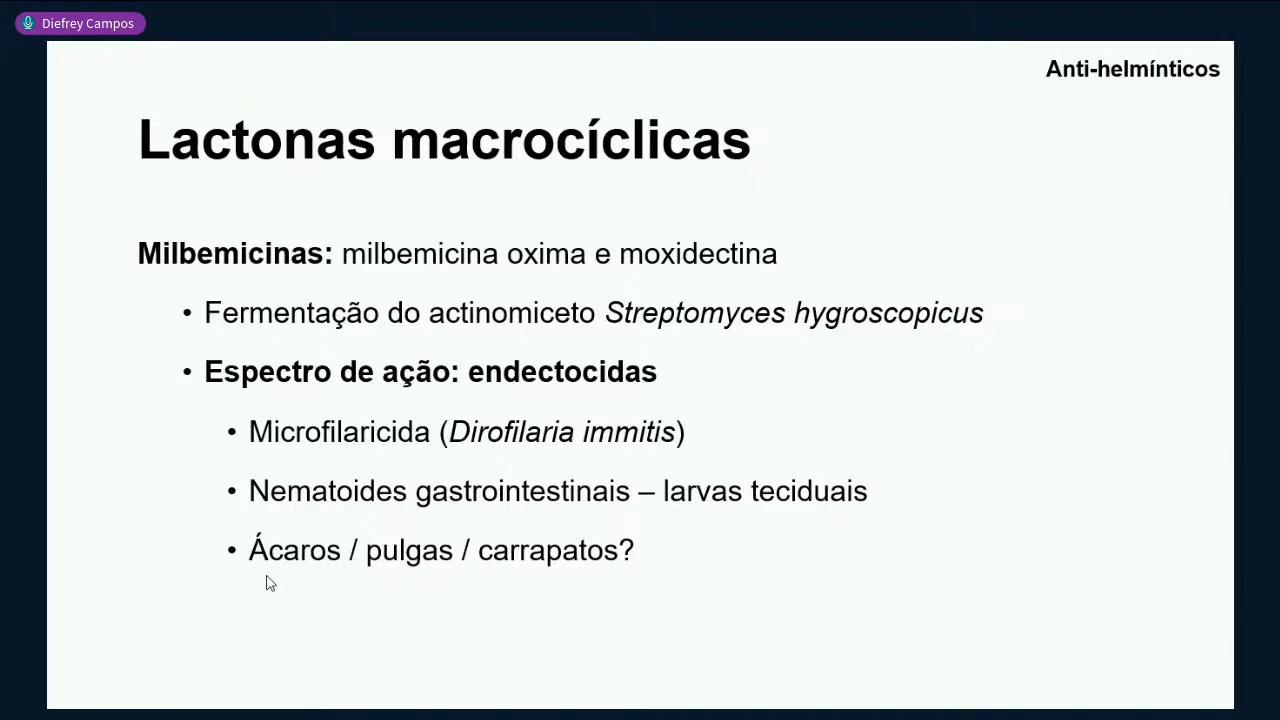 Diefrey Campos
Anti-helmínticos
Lactonas macrocíclicas
Milbemicinas: milbemicina oxima e moxidectina
• Fermentação do actinomiceto Streptomyces hygroscopicus
• Espectro de ação: endectocidas
• Microfilaricida (Dirofilaria immitis)
• Nematoides gastrointestinais – larvas teciduais
• Ácaros / pulgas / carrapatos?